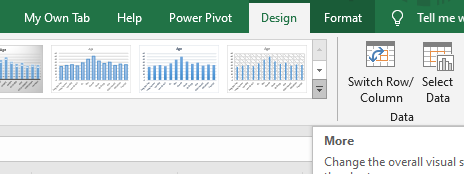 My Own Tab Help Power Pivot Design Format Tell me w
Switch Row/ Select
Column Data
Data
More
Change the overall visual s